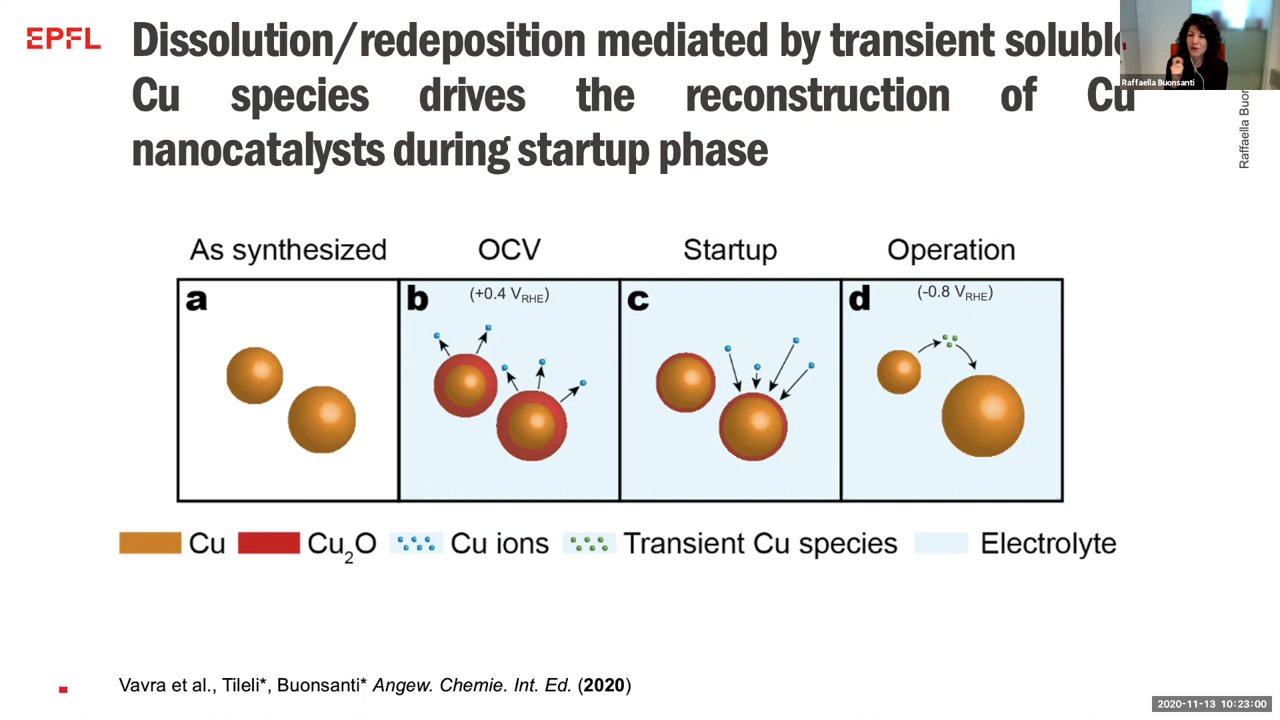 EPFL
Dissolution/redeposition mediated by transient soluble
Cu species drives the reconstruction of Cu
nanocatalysts during startup phase
Raffaella Buonsanti
Raffaella Buon
As synthesized
OCV
Startup
Operation
a
b
(+0.4 VRHE)
c
d
(-0.8 VRHE)
Cu
Cu2O
Cu ions
Transient Cu species
Electrolyte
Vavra et al., Tileli*, Buonsanti* Angew. Chemie. Int. Ed. (2020)
2020-11-13 10:23:00